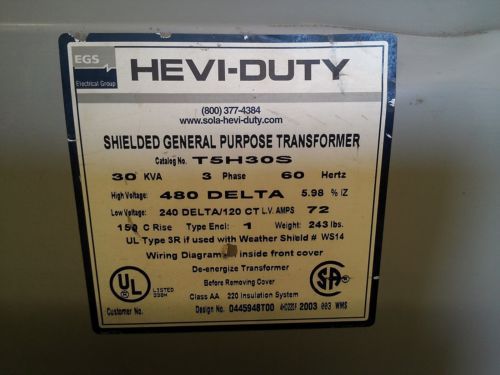 EGS
Electrical Group
HEVI-DUTY
(800) 377-4384
www.sola-hevi-duty.com
SHIELDED GENERAL PURPOSE TRANSFORMER
Catalog No. T5H30S
30 KVA 3 Phase 60 Hertz
High Voltage: 480 DELTA 5.98 % IZ
Low Voltage: 240 DELTA/120 CT L.V. AMPS 72
150 C Rise Type Encl: 1 Weight: 243 lbs.
UL Type 3R if used with Weather Shield # WS14
Wiring Diagram inside front cover
De-energize Transformer
Before Removing Cover
Class AA 220 Insulation System
UL
LISTED
SA
Customer No. Design No. 0445948T00 2003 003 WMS